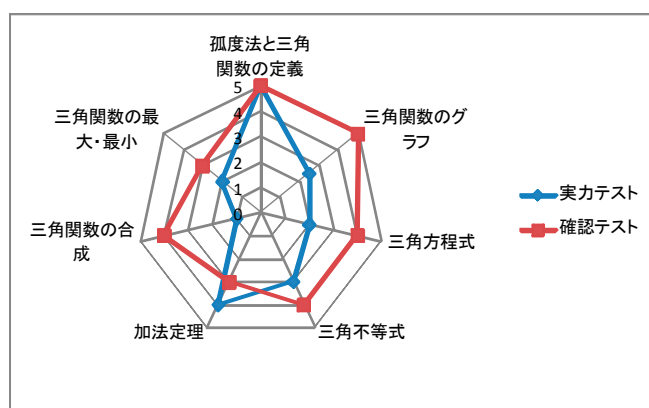 孤度法と三角
関数の定義
三角関数のグ
ラフ
三角方程式
三角不等式
加法定理
三角関数の合
成
三角関数の最
大・最小
5
4
3
2
1
0
実力テスト
確認テスト